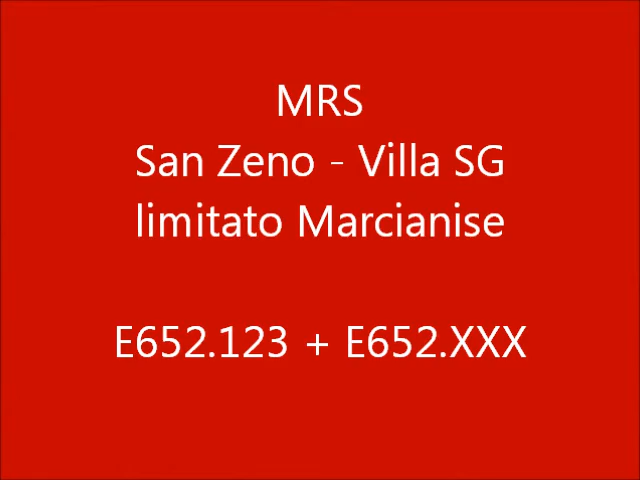 MRS
San Zeno - Villa SG
limitato Marcianise
E652.123 + E652.XXX